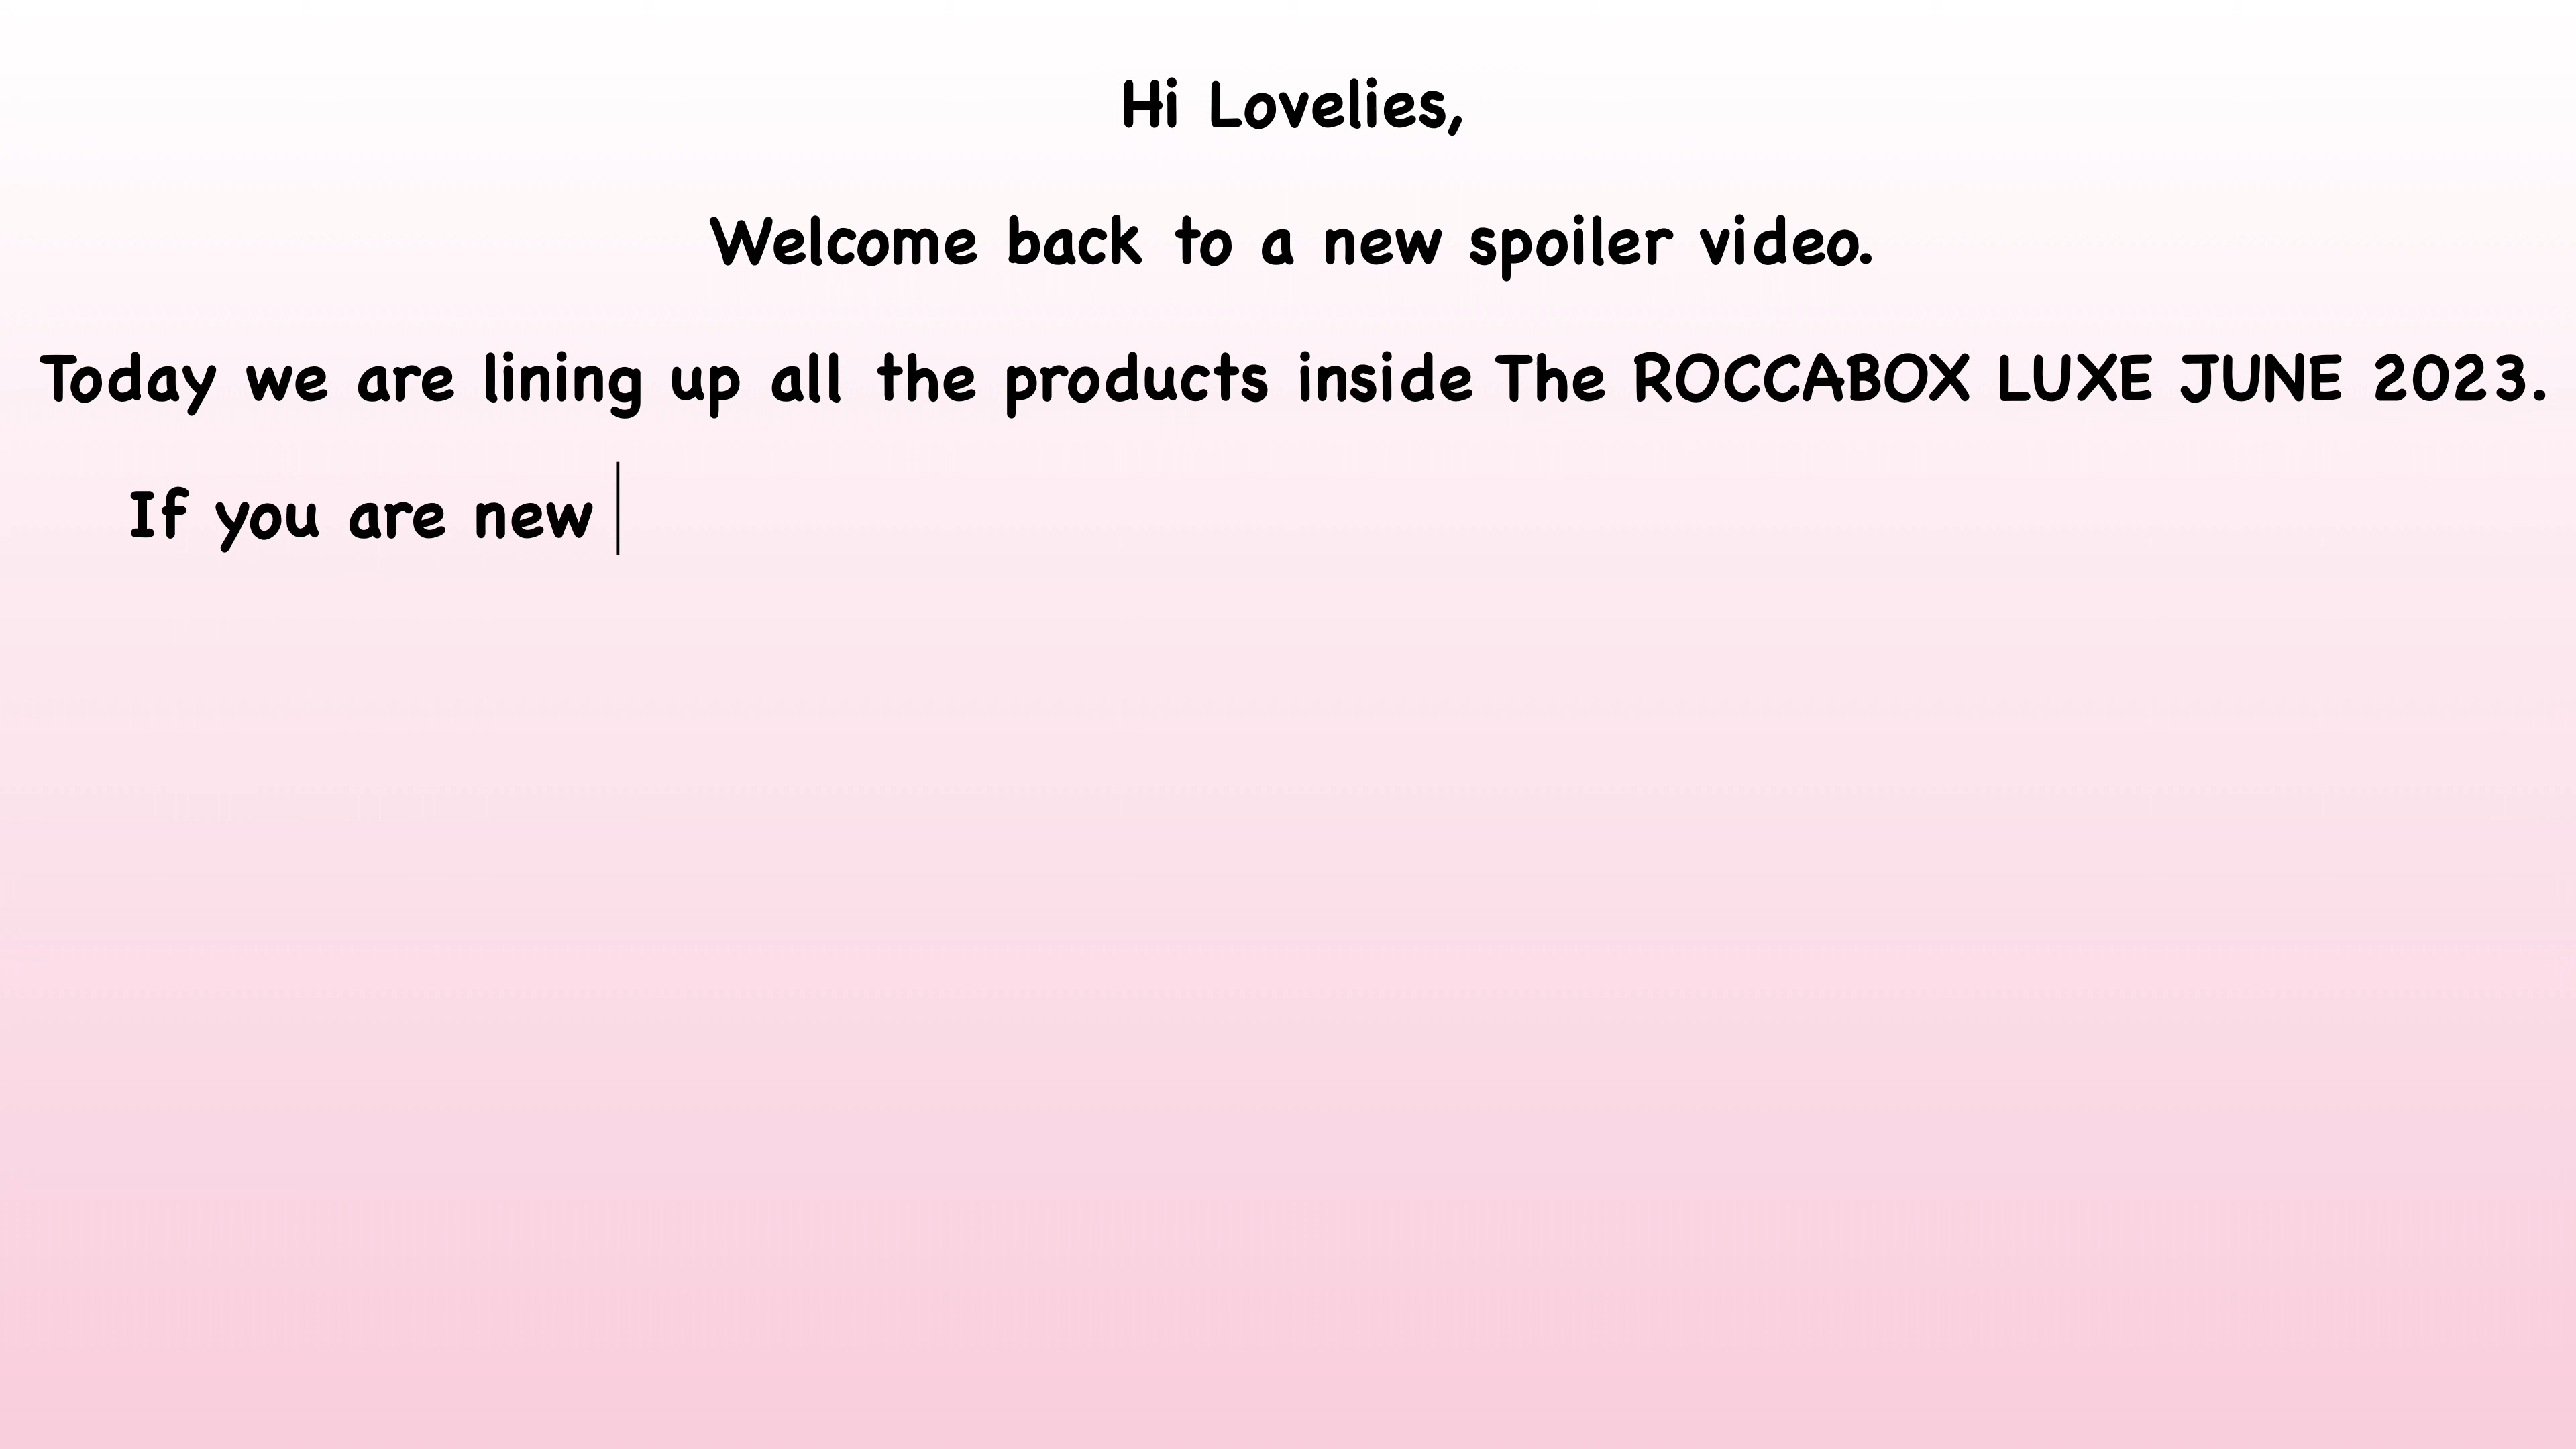 Hi Lovelies,
Welcome back to a new spoiler video.
Today we are lining up all the products inside The ROCCABOX LUXE JUNE 2023.
If you are new